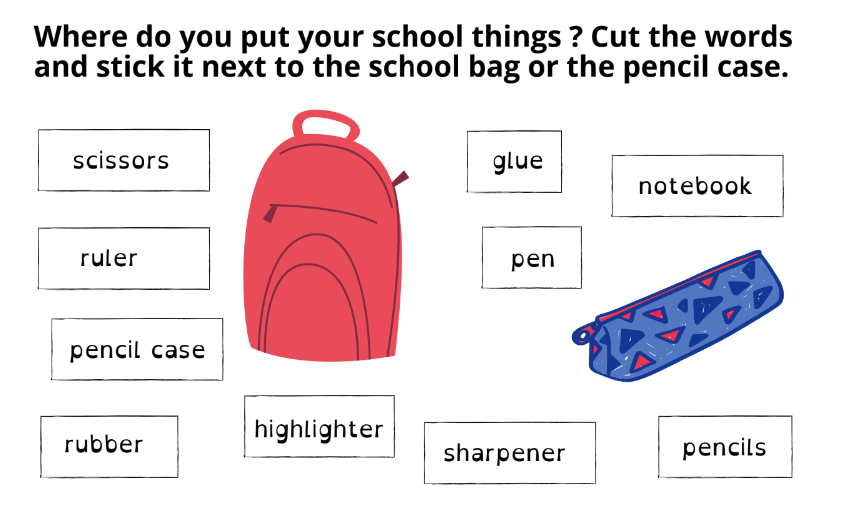 Where do you put your school things ? Cut the words
and stick it next to the school bag or the pencil case.
scissors
glue
notebook
ruler
pen
pencil case
rubber
highlighter
sharpener
pencils